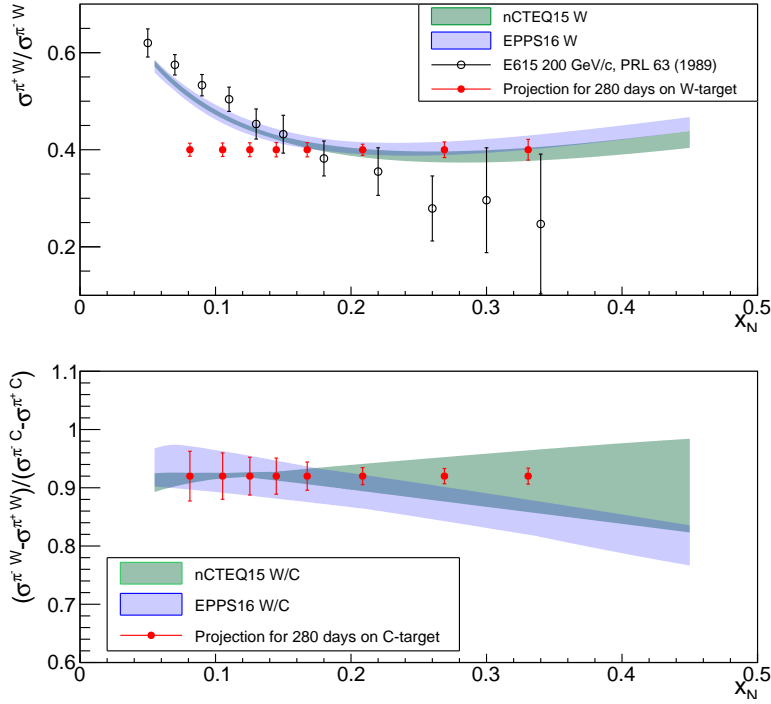 σ^π+ W/σ^π- W
0.6
0.4
0.2
nCTEQ15 W
EPPS16 W
E615 200 GeV/c, PRL 63 (1989)
Projection for 280 days on W-target
0 0.1 0.2 0.3 0.4 0.5
x_N
(σ^π- W-σ^π+ W)/(σ^π- C-σ^π+ C)
1.1
1
0.9
0.8
0.7
0.6
nCTEQ15 W/C
EPPS16 W/C
Projection for 280 days on C-target
0 0.1 0.2 0.3 0.4 0.5
x_N